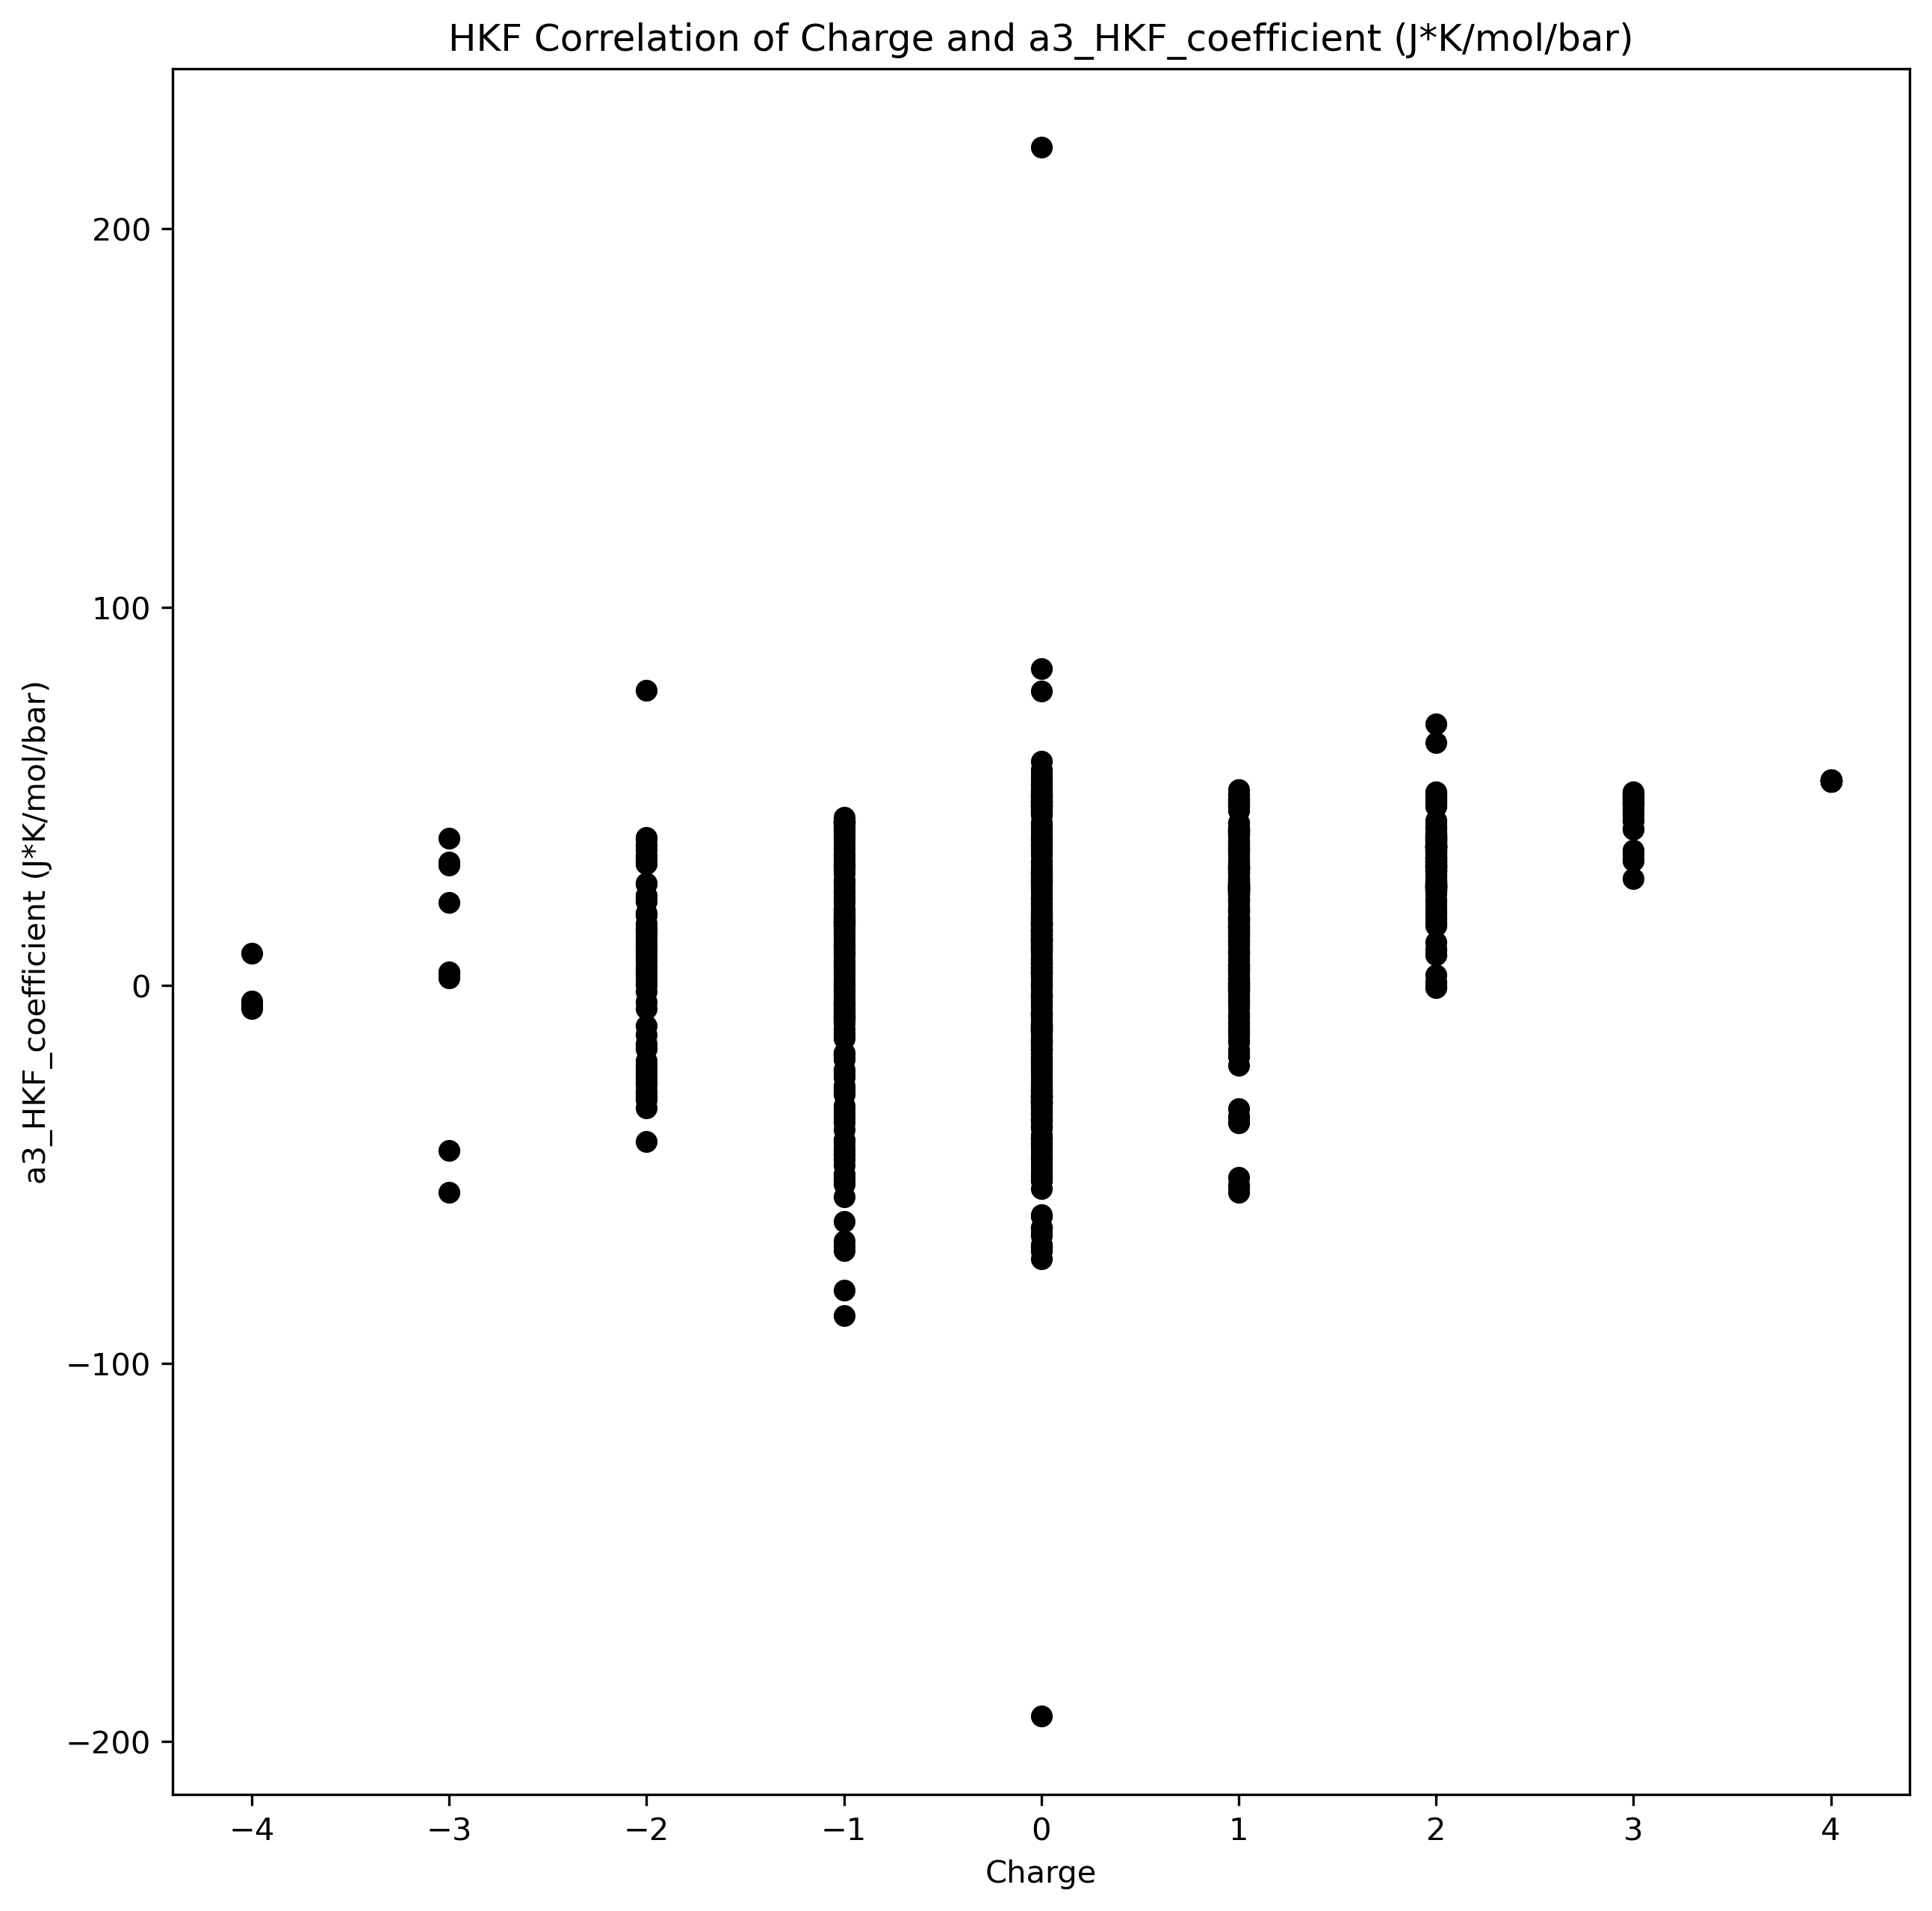 HKF Correlation of Charge and a3_HKF_coefficient (J*K/mol/bar)
a3_HKF_coefficient (J*K/mol/bar)
200
100
0
−100
−200
−4 −3 −2 −1 0 1 2 3 4
Charge